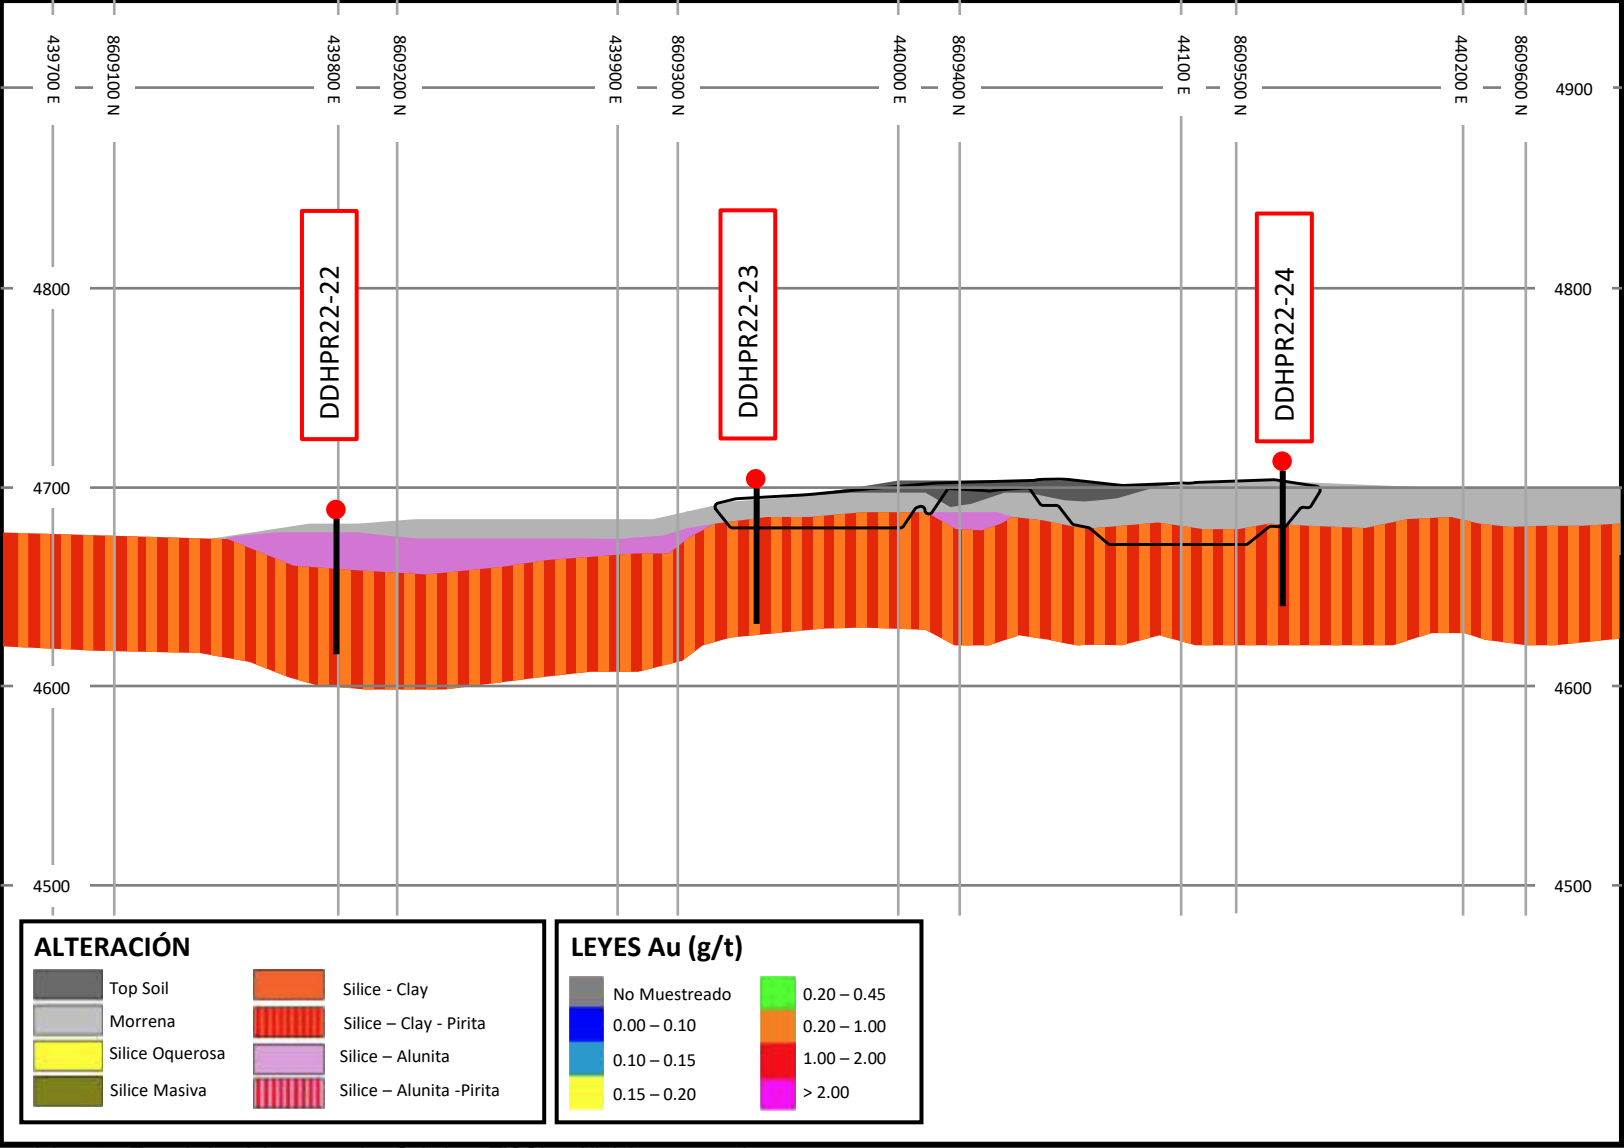 439700 E
8609100 N
439800 E
8609200 N
439900 E
8609300 N
440000 E
8609400 N
44100 E
8609500 N
440200 E
8609600 N
4900
4800
4800
DDHPR22-22
DDHPR22-23
DDHPR22-24
4700
4600
4600
4500
4500
ALTERACIÓN
Top Soil
Morrena
Silice Oquerosa
Silice Masiva
Silice - Clay
Silice – Clay - Pirita
Silice – Alunita
Silice – Alunita -Pirita
LEYES Au (g/t)
No Muestreado
0.00 – 0.10
0.10 – 0.15
0.15 – 0.20
0.20 – 0.45
0.20 – 1.00
1.00 – 2.00
> 2.00